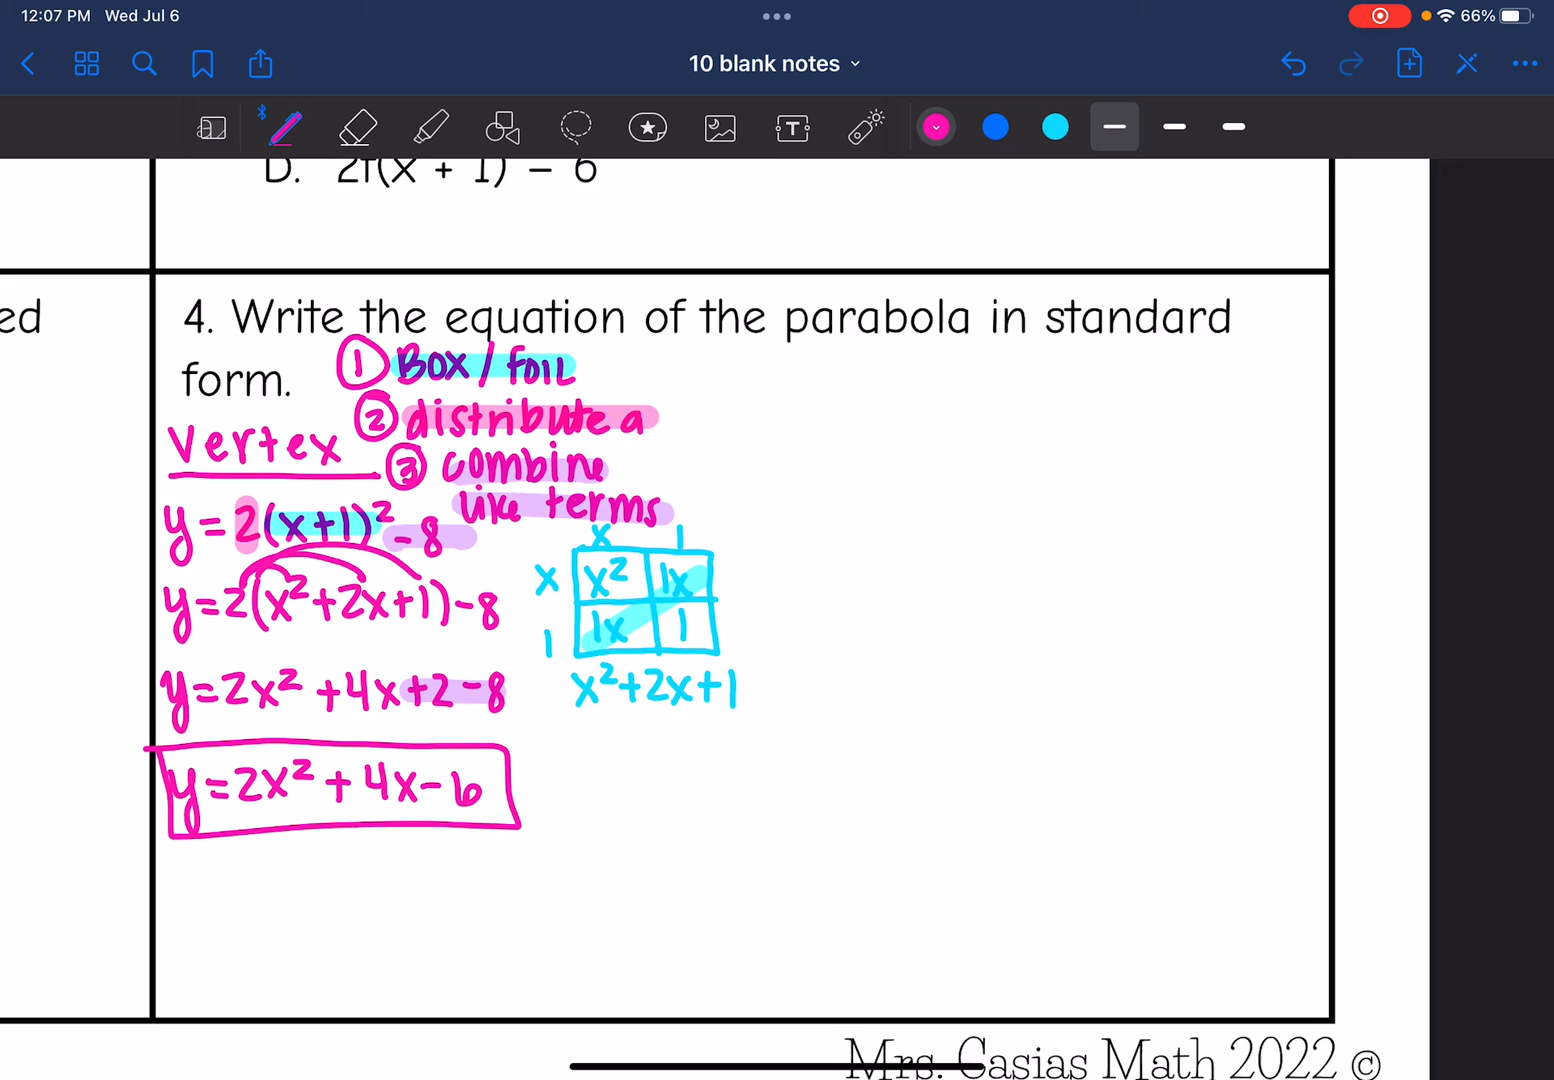 12:07 PM Wed Jul 6
66%
10 blank notes
T
D. 2f(x + 1) – 6
ed
4. Write the equation of the parabola in standard
form.
① Box / foil
② distribute a
③ combine
like terms
Vertex
y = 2(x+1)² - 8
y=2(x²+2x+1)-8
y=2x² +4x+2-8
y=2x² + 4x-6
x 1
x x² 1x
1 1x 1
x²+2x+1
Mrs. Casias Math 2022 ©